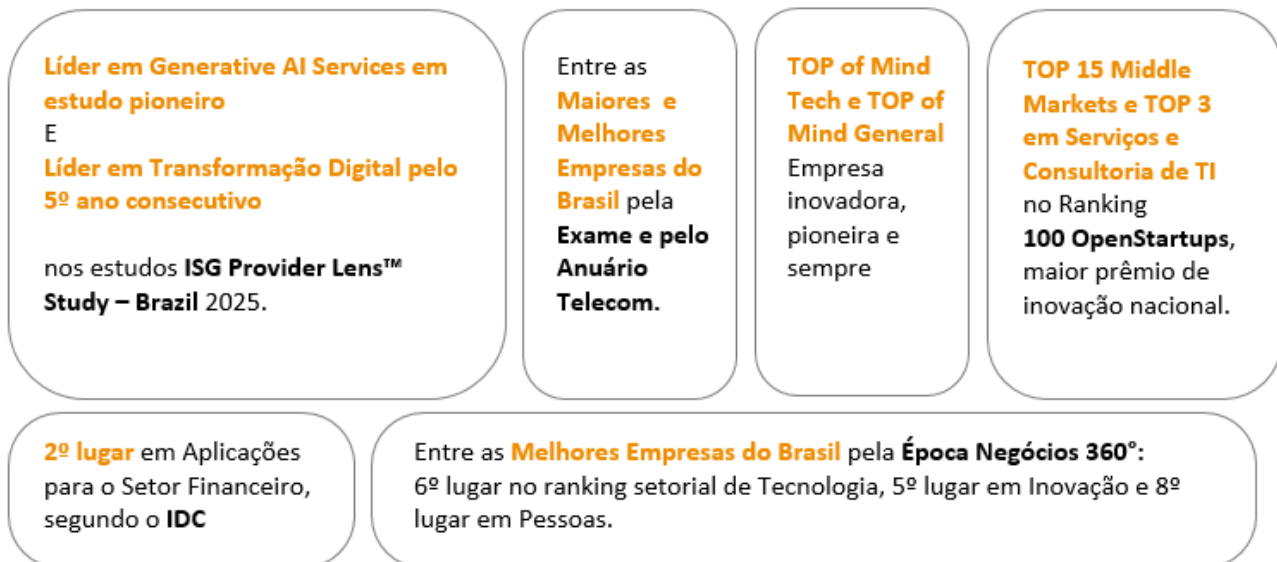 Líder em Generative AI Services em
estudo pioneiro
E
Líder em Transformação Digital pelo
5º ano consecutivo
nos estudos ISG Provider Lens™
Study – Brazil 2025.
Entre as
Maiores e
Melhores
Empresas do
Brasil pela
Exame e pelo
Anuário
Telecom.
TOP of Mind
Tech e TOP of
Mind General
Empresa
inovadora,
pioneira e
sempre
TOP 15 Middle
Markets e TOP 3
em Serviços e
Consultoria de TI
no Ranking
100 OpenStartups,
maior prêmio de
inovação nacional.
2º lugar em Aplicações
para o Setor Financeiro,
segundo o IDC
Entre as Melhores Empresas do Brasil pela Época Negócios 360°:
6º lugar no ranking setorial de Tecnologia, 5º lugar em Inovação e 8º
lugar em Pessoas.